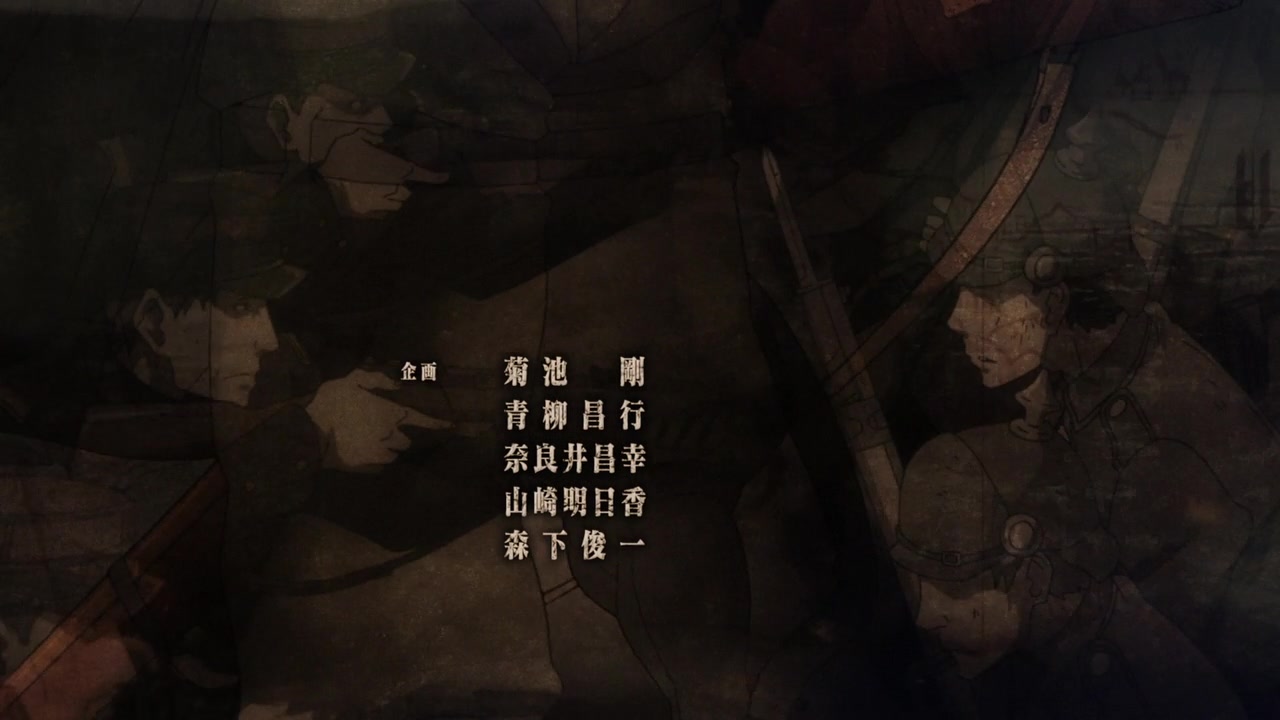 企画 菊池 剛
青柳昌行
奈良井昌幸
山崎明日香
森下俊一